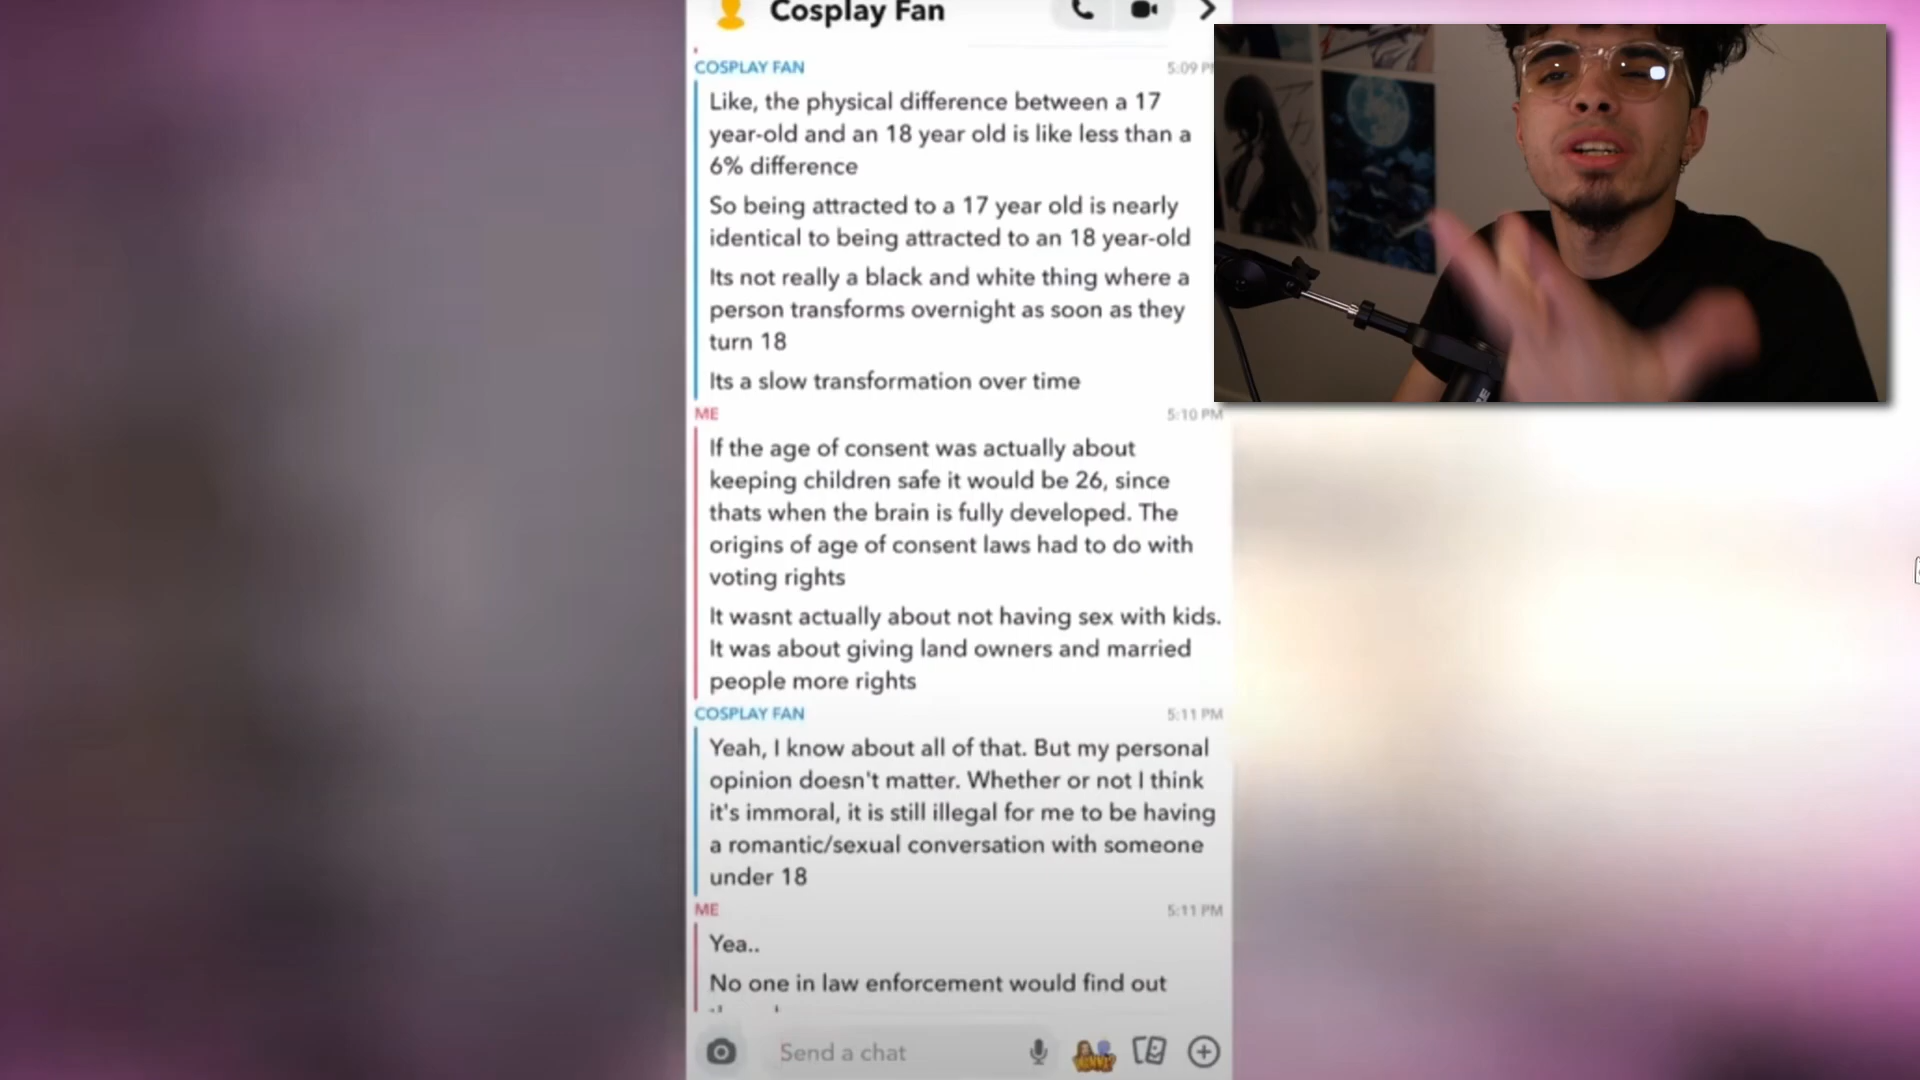 Cosplay Fan
COSPLAY FAN
5:09 PM
Like, the physical difference between a 17
year-old and an 18 year old is like less than a
6% difference
So being attracted to a 17 year old is nearly
identical to being attracted to an 18 year-old
Its not really a black and white thing where a
person transforms overnight as soon as they
turn 18
Its a slow transformation over time
ME
5:10 PM
If the age of consent was actually about
keeping children safe it would be 26, since
thats when the brain is fully developed. The
origins of age of consent laws had to do with
voting rights
It wasnt actually about not having sex with kids.
It was about giving land owners and married
people more rights
COSPLAY FAN
5:11 PM
Yeah, I know about all of that. But my personal
opinion doesn't matter. Whether or not I think
it's immoral, it is still illegal for me to be having
a romantic/sexual conversation with someone
under 18
ME
5:11 PM
Yea..
No one in law enforcement would find out
Send a chat